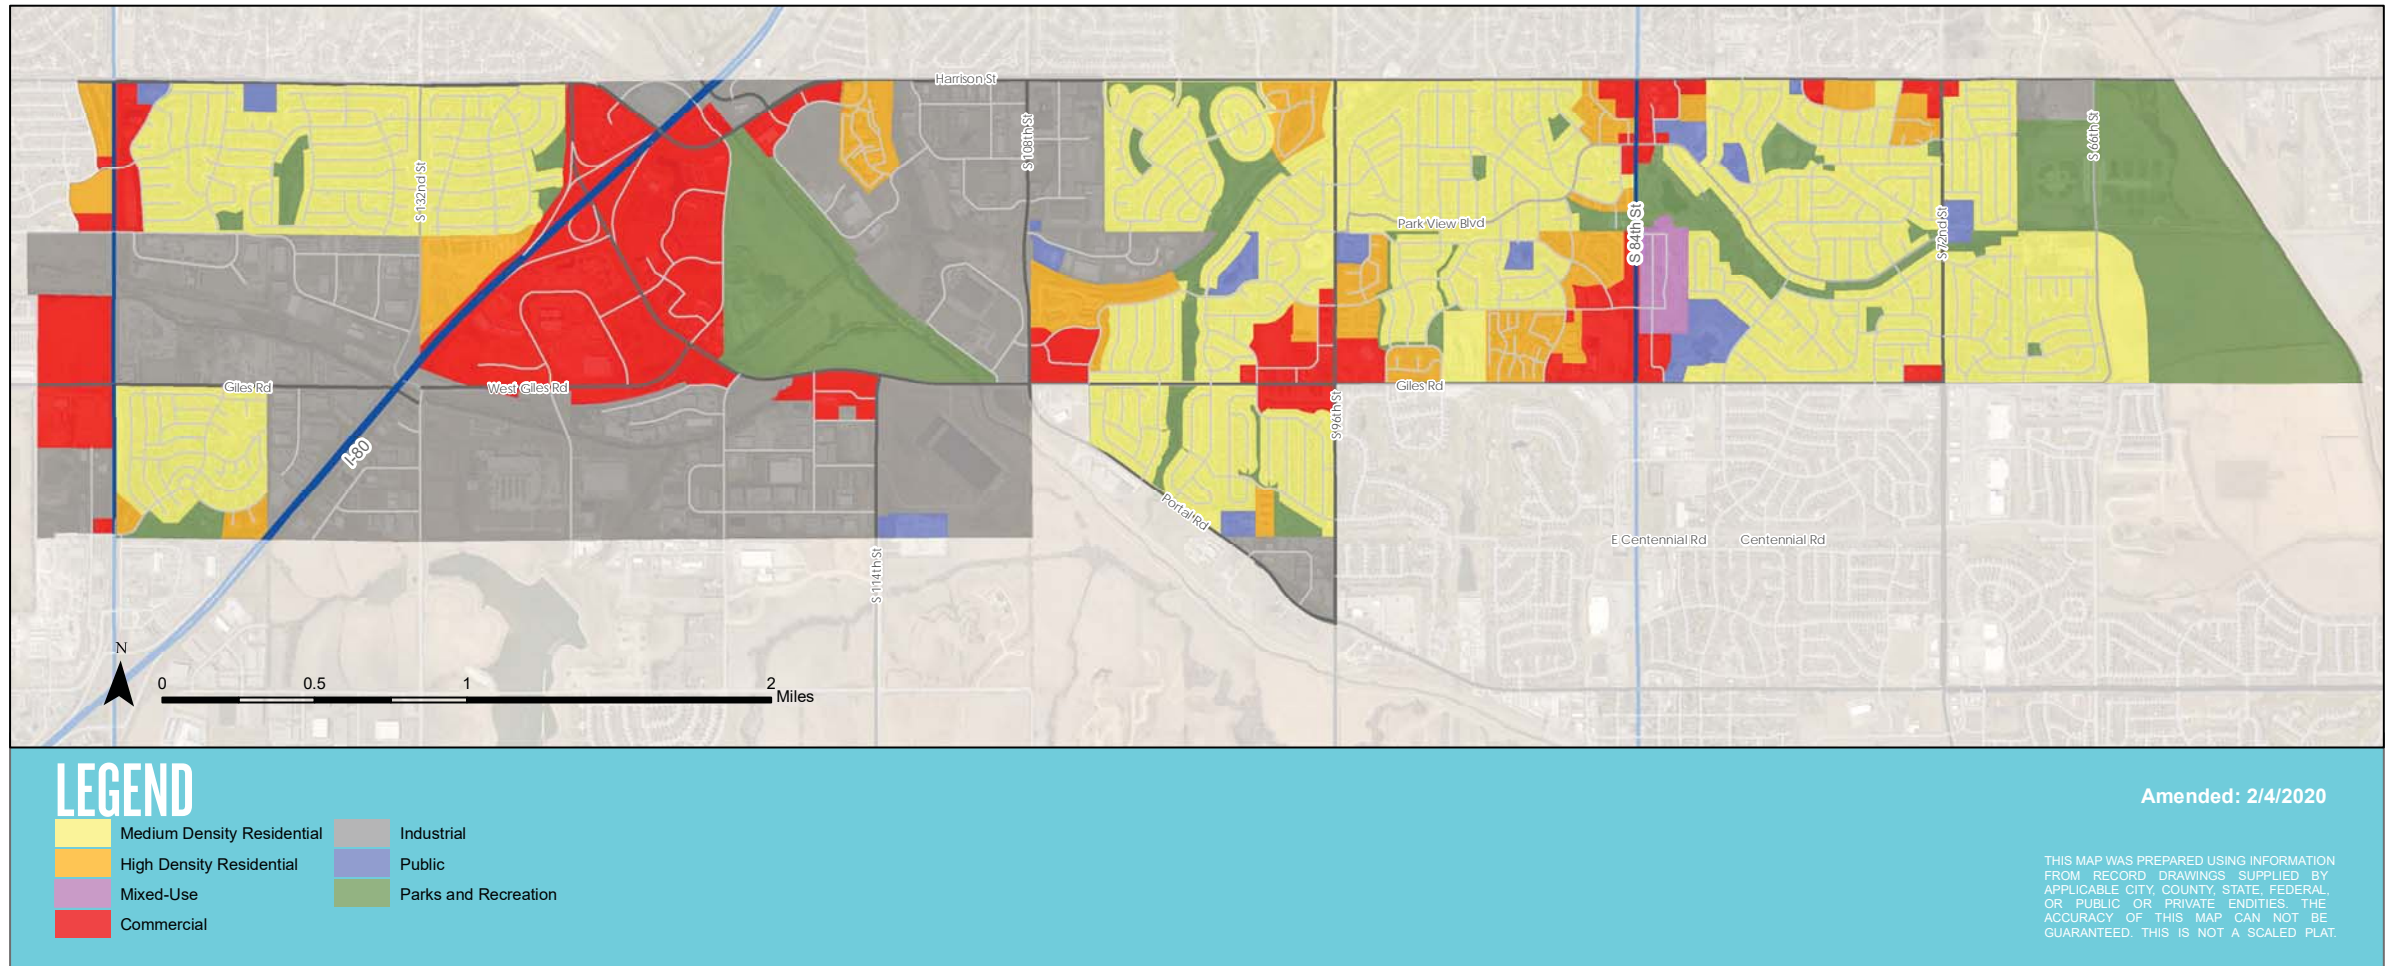 Harrison St
S 108th St
S 66th St
S 132nd St
S 84th St
S 72nd St
Park View Blvd
Giles Rd
West Giles Rd
Giles Rd
S 96th St
I-80
Portal Rd
E Centennial Rd
Centennial Rd
S 114th St
N
0 0.5 1 2
Miles
LEGEND
Medium Density Residential
High Density Residential
Mixed-Use
Commercial
Industrial
Public
Parks and Recreation
Amended: 2/4/2020
THIS MAP WAS PREPARED USING INFORMATION
FROM RECORD DRAWINGS SUPPLIED BY
APPLICABLE CITY, COUNTY, STATE, FEDERAL,
OR PUBLIC OR PRIVATE ENDITIES. THE
ACCURACY OF THIS MAP CAN NOT BE
GUARANTEED. THIS IS NOT A SCALED PLAT.